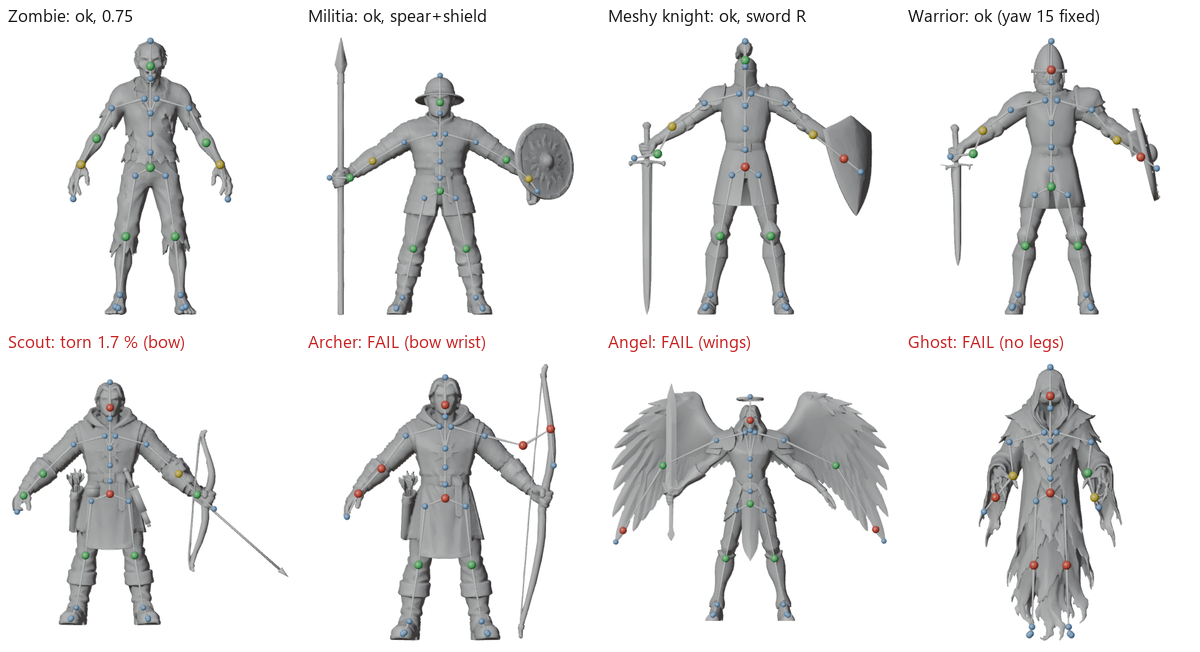 Zombie: ok, 0.75
Militia: ok, spear+shield
Meshy knight: ok, sword R
Warrior: ok (yaw 15 fixed)
Scout: torn 1.7 % (bow)
Archer: FAIL (bow wrist)
Angel: FAIL (wings)
Ghost: FAIL (no legs)